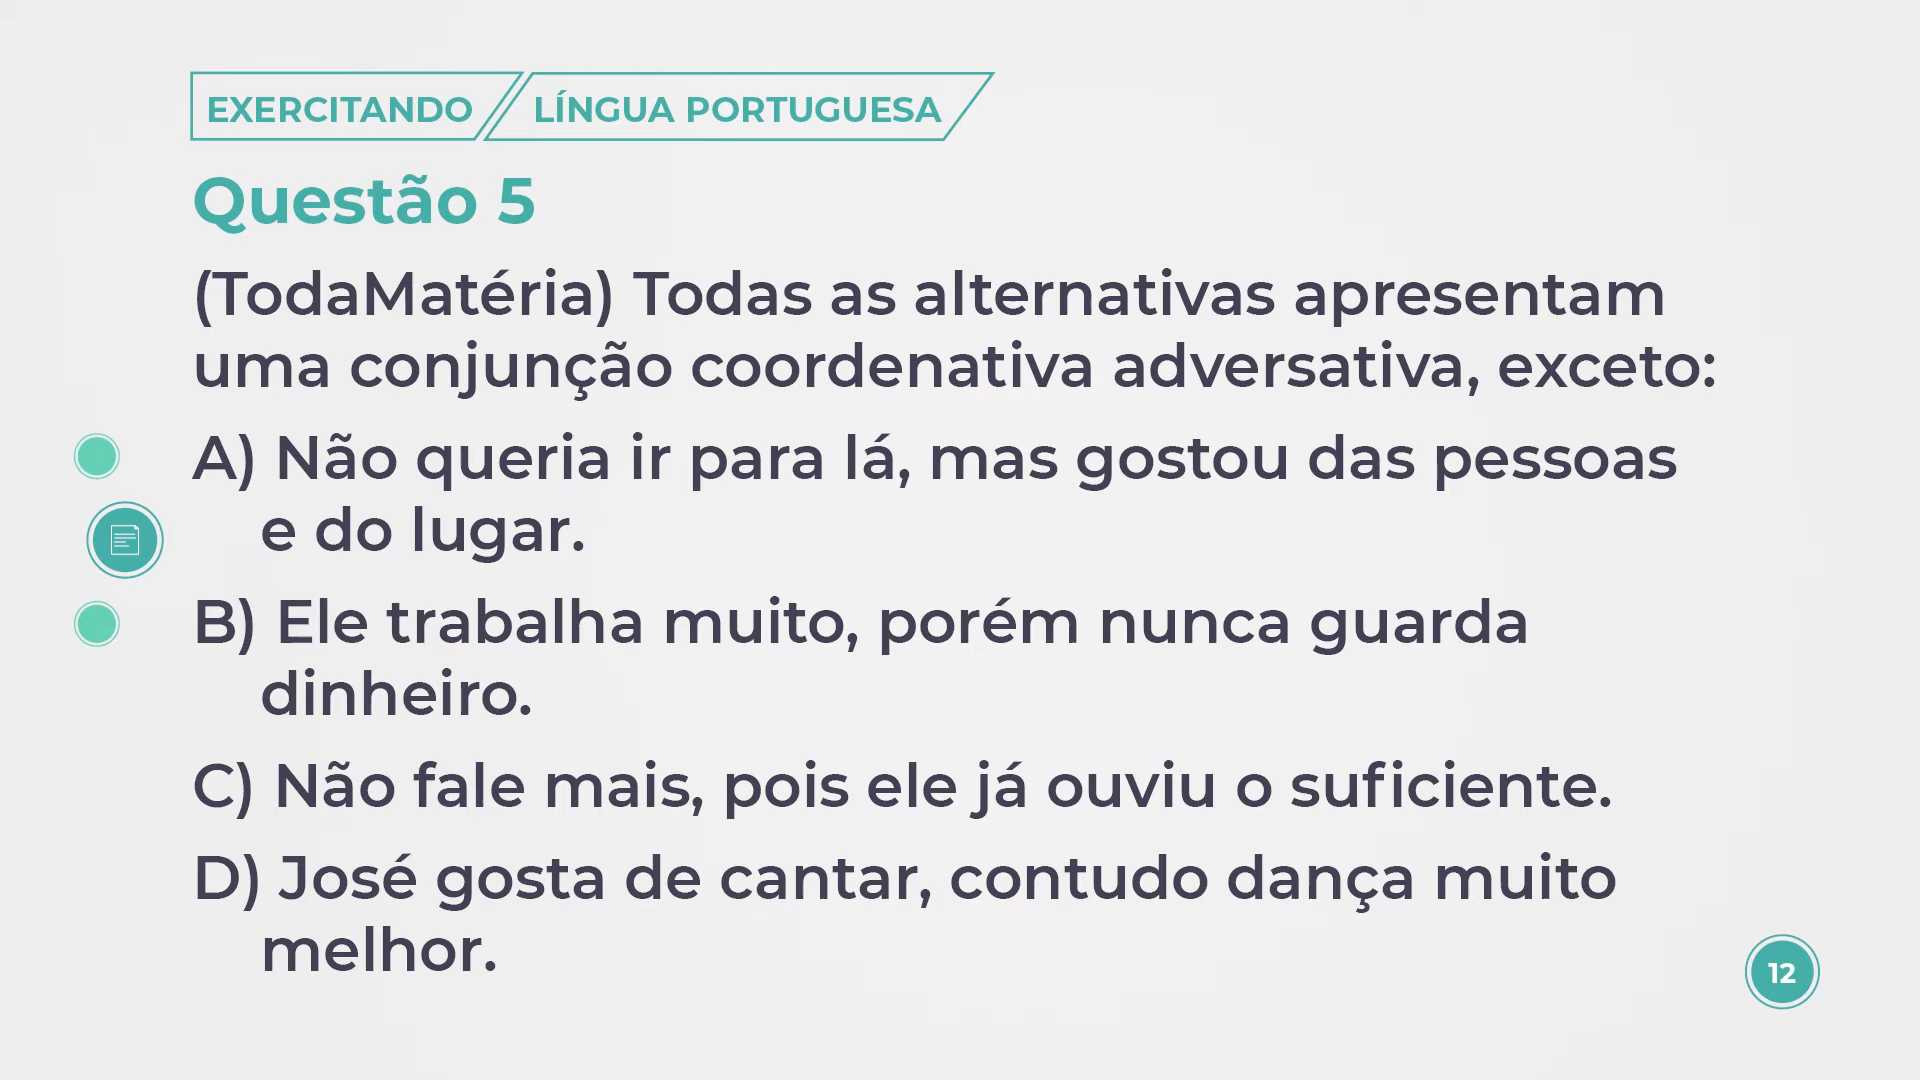 EXERCITANDO LÍNGUA PORTUGUESA
Questão 5
(TodaMatéria) Todas as alternativas apresentam
uma conjunção coordenativa adversativa, exceto:
A) Não queria ir para lá, mas gostou das pessoas
e do lugar.
B) Ele trabalha muito, porém nunca guarda
dinheiro.
C) Não fale mais, pois ele já ouviu o suficiente.
D) José gosta de cantar, contudo dança muito
melhor.
12